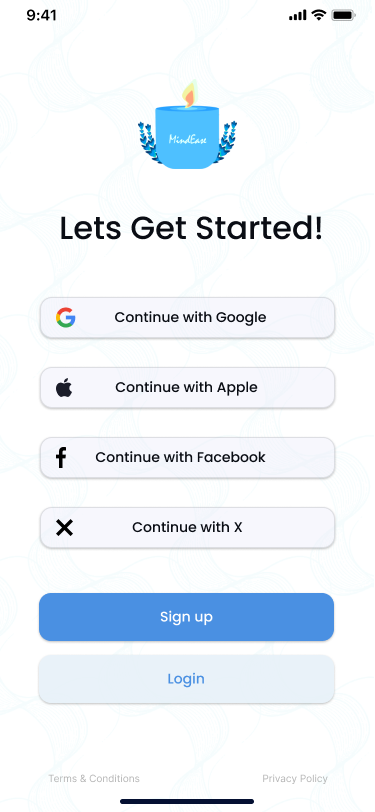 9:41
MindEase
Lets Get Started!
Continue with Google
Continue with Apple
Continue with Facebook
Continue with X
Sign up
Login
Terms & Conditions
Privacy Policy